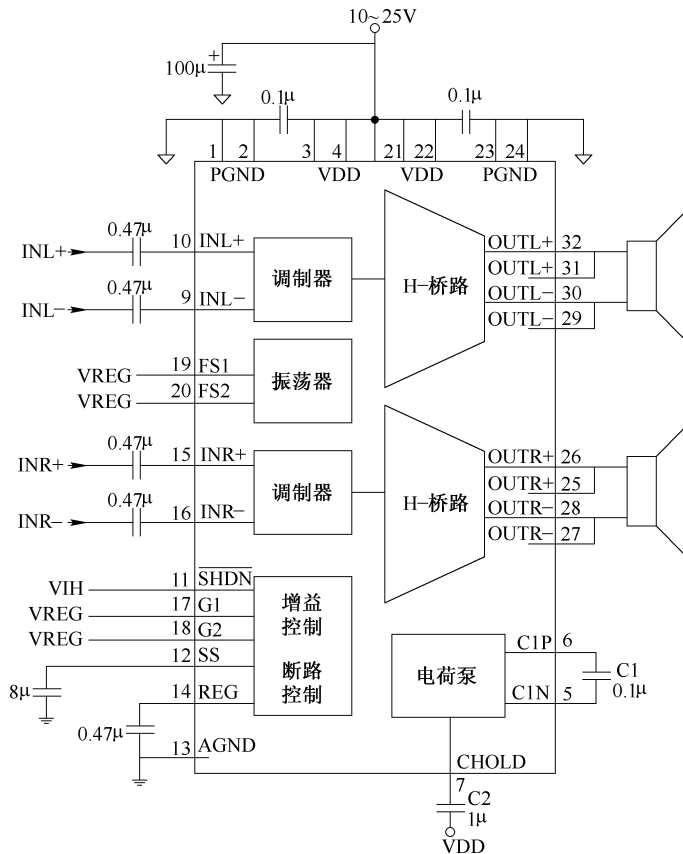 10~25V
+
100μ
0.1μ
0.1μ
1 2 3 4 21 22 23 24
PGND VDD VDD PGND
0.47μ
INL+ 10 INL+
调制器
0.47μ
INL− 9 INL−
H−桥路
OUTL+ 32
OUTL+ 31
OUTL− 30
OUTL− 29
VREG 19 FS1
振荡器
VREG 20 FS2
0.47μ
INR+ 15 INR+
调制器
0.47μ
INR− 16 INR−
H−桥路
OUTR+ 26
OUTR+ 25
OUTR− 28
OUTR− 27
VIH 11 SHDN
VREG 17 G1
VREG 18 G2
12 SS
8μ
14 REG
0.47μ
13 AGND
增益
控制
断路
控制
电荷泵
C1P 6
C1N 5
C1
0.1μ
CHOLD
7
C2
1μ
VDD